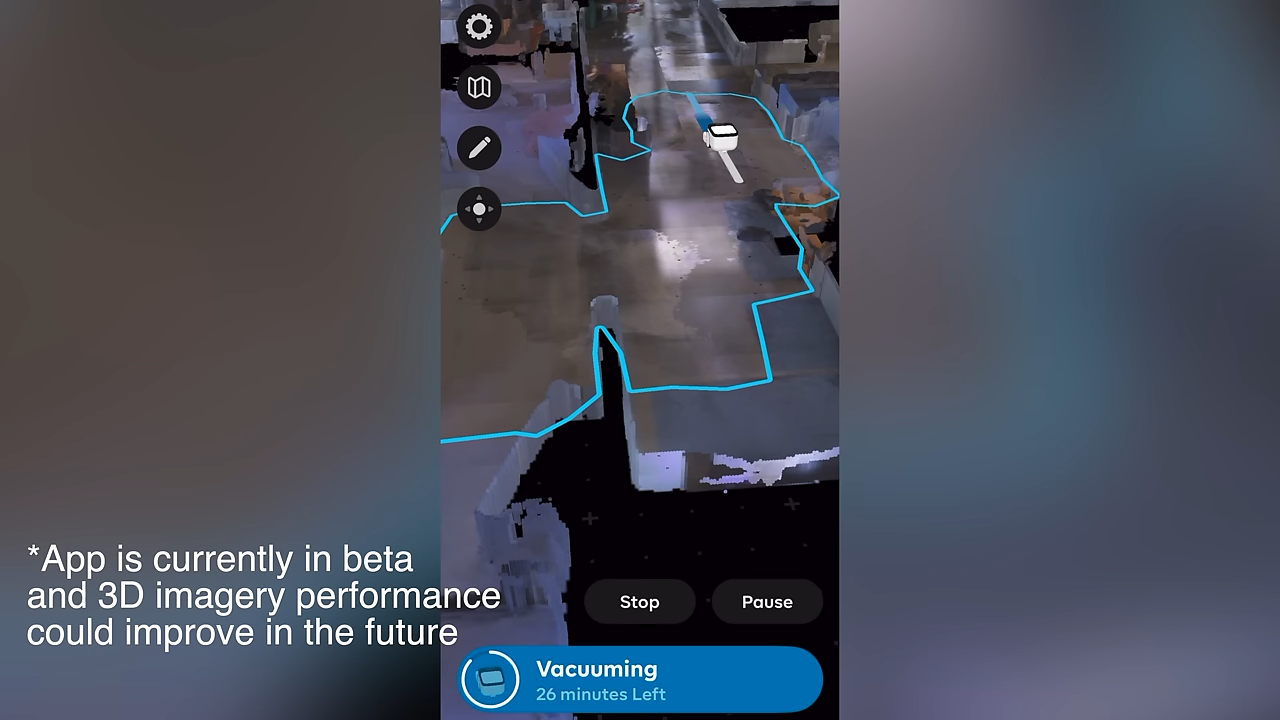 *App is currently in beta
and 3D imagery performance
could improve in the future
Stop
Pause
Vacuuming
26 minutes Left